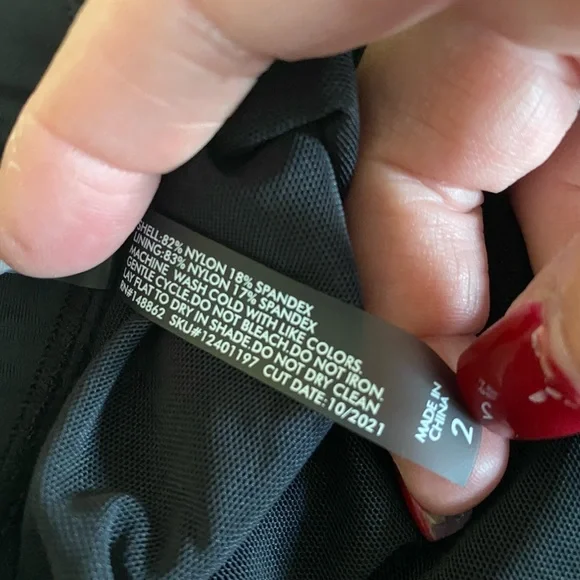 SHELL:82% NYLON 18% SPANDEX
LINING:83% NYLON 17% SPANDEX
MACHINE WASH COLD WITH LIKE COLORS.
GENTLE CYCLE.DO NOT BLEACH.DO NOT IRON.
LAY FLAT TO DRY IN SHADE.DO NOT DRY CLEAN
RN#148862 SKU#12401197 CUT DATE:10/2021
MADE IN
CHINA
2